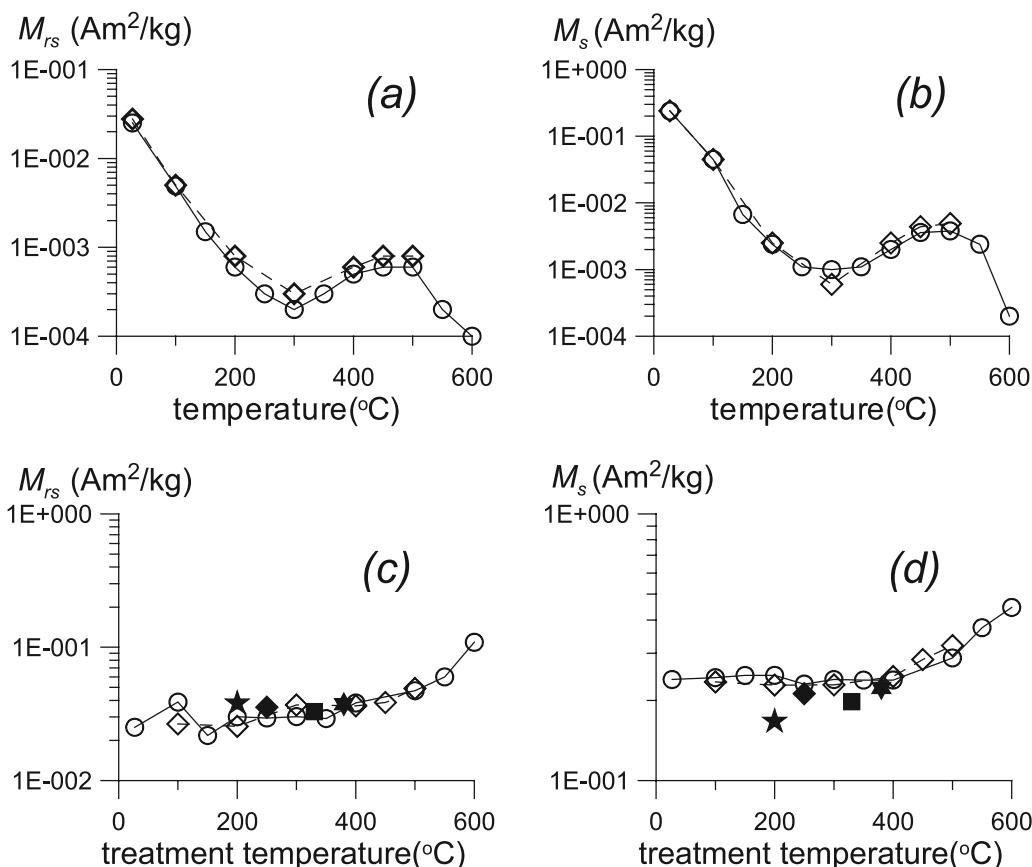 M_rs (Am²/kg)
1E-001
1E-002
1E-003
1E-004
(a)
0 200 400 600
temperature(°C)
M_s (Am²/kg)
1E+000
1E-001
1E-002
1E-003
1E-004
(b)
0 200 400 600
temperature(°C)
M_rs (Am²/kg)
1E+000
1E-001
1E-002
(c)
0 200 400 600
treatment temperature(°C)
M_s (Am²/kg)
1E+000
1E-001
(d)
0 200 400 600
treatment temperature(°C)